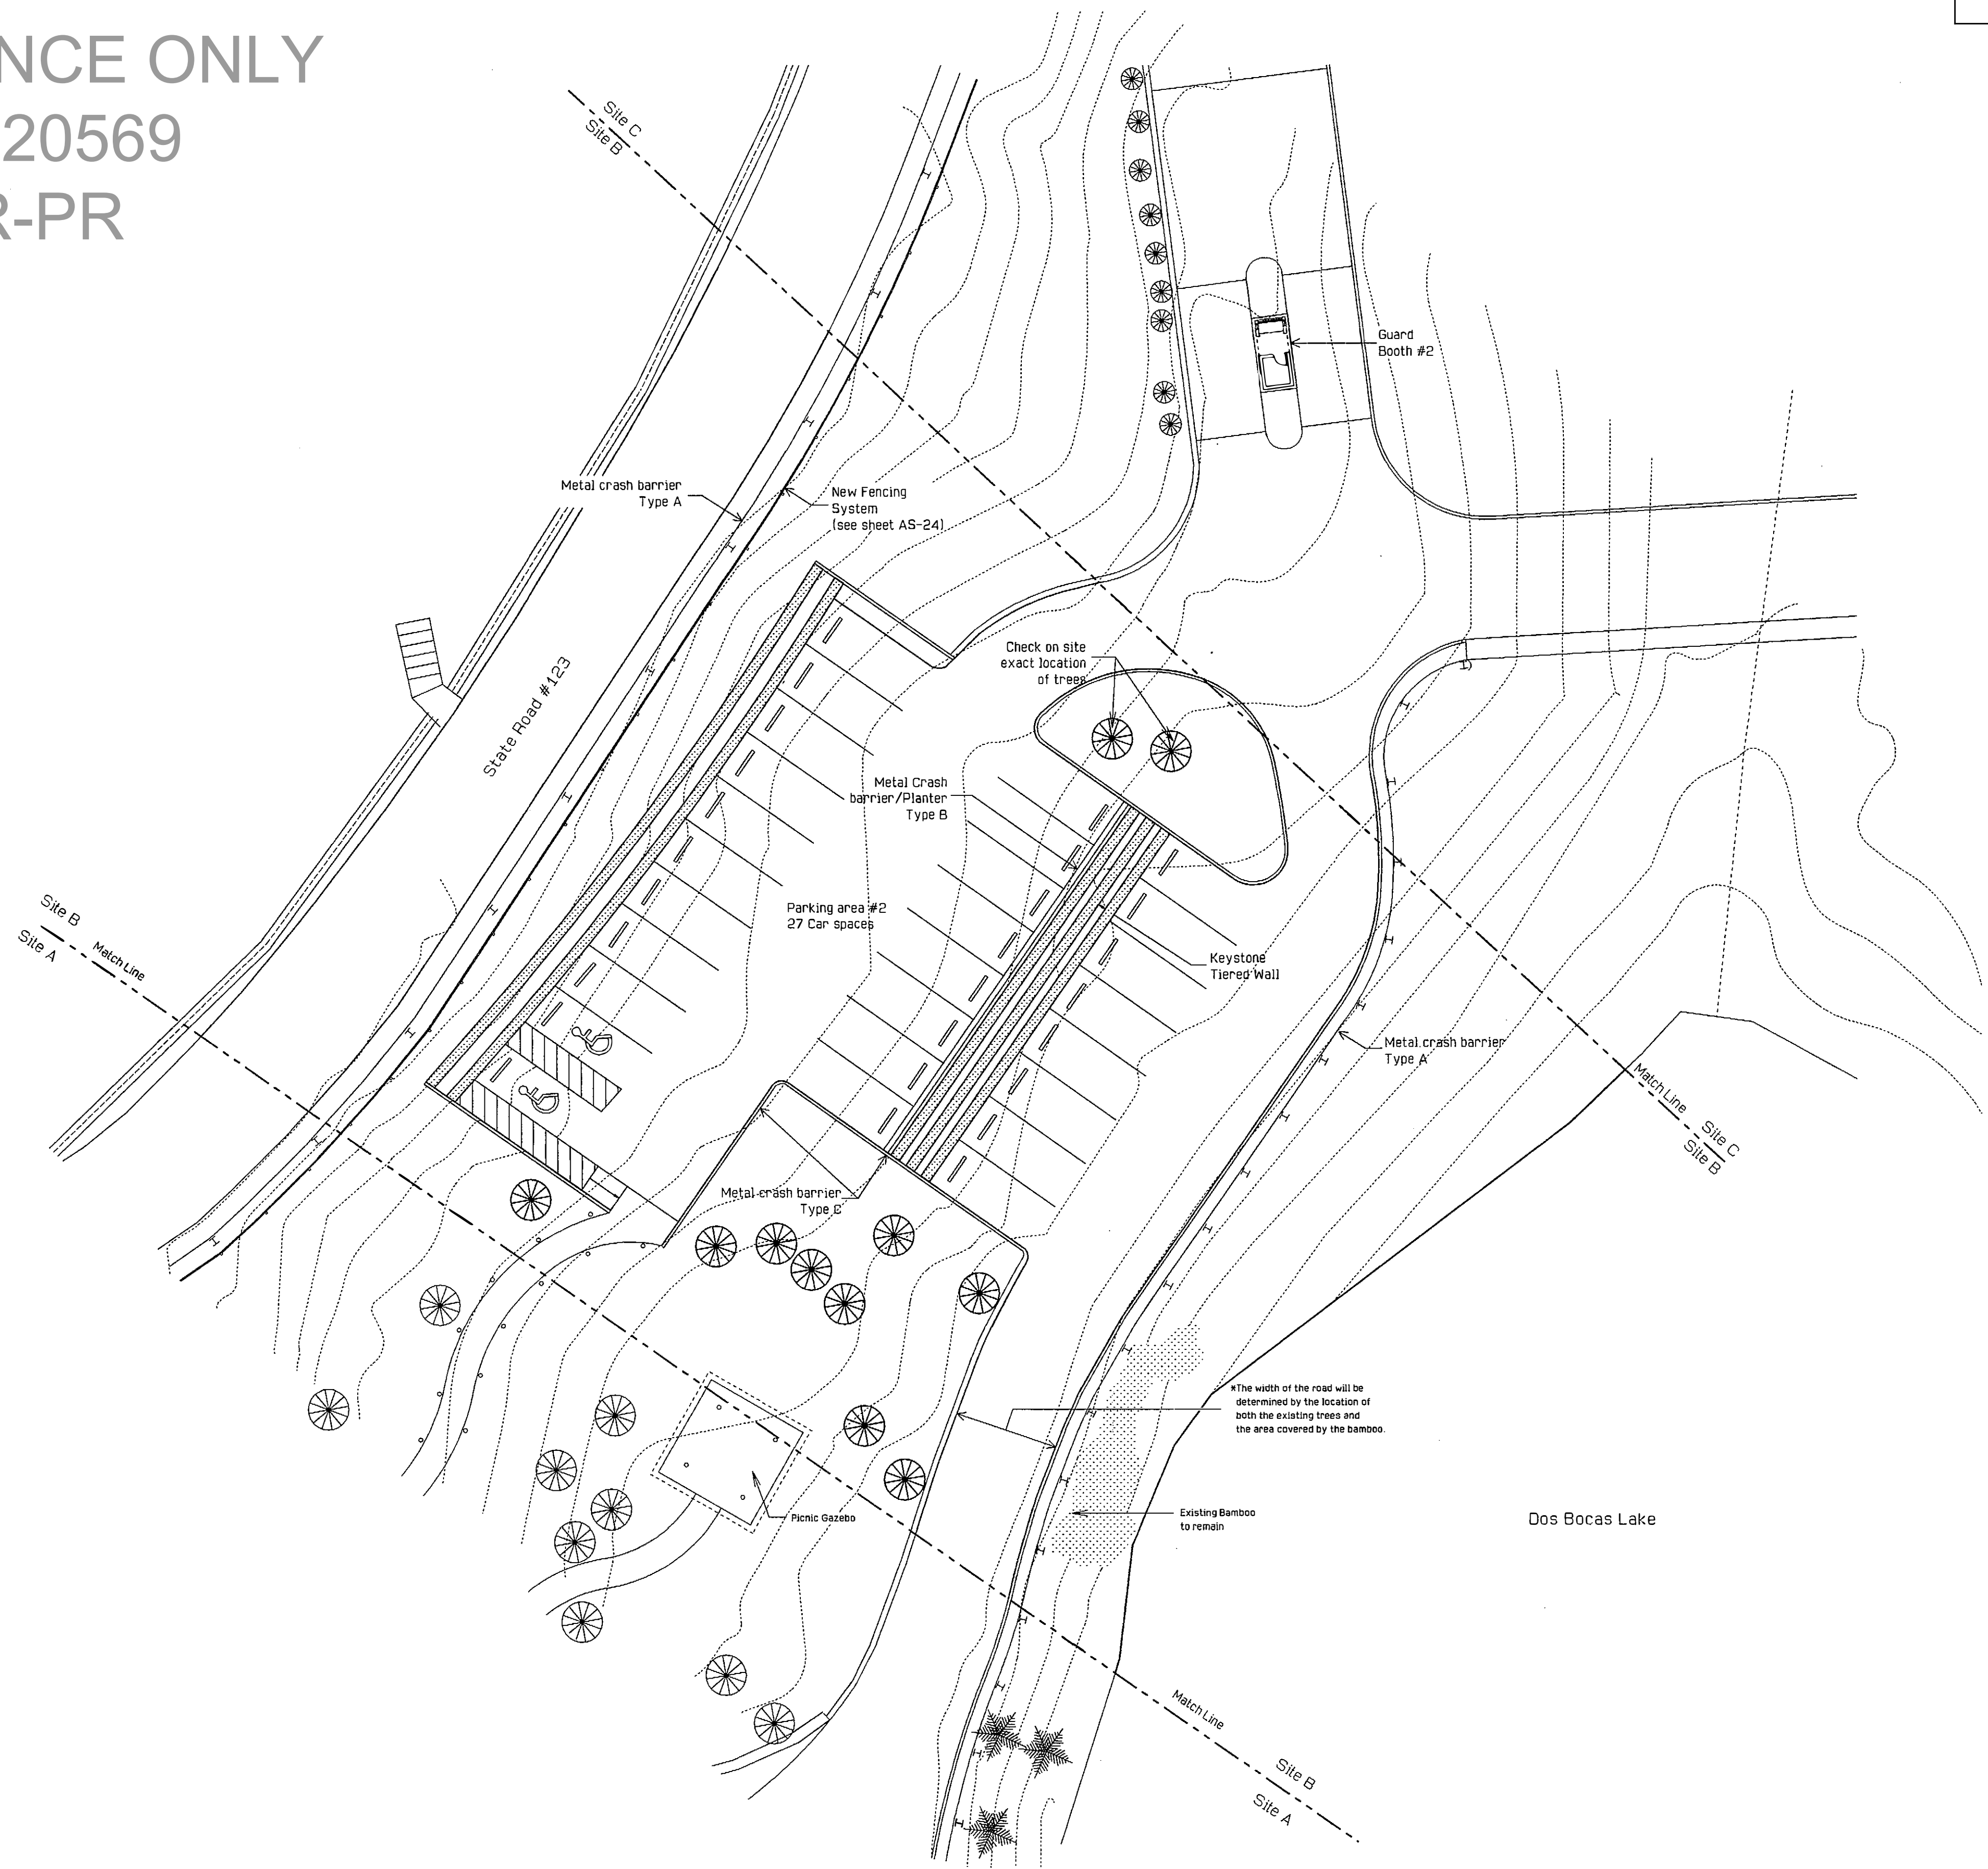 NCE ONLY
20569
R-PR
Site C
Site B
Guard
Booth #2
Metal crash barrier
Type A
New Fencing
System
(see sheet AS-24)
Check on site
exact location
of trees
State Road #123
Metal Crash
barrier/Planter
Type B
Parking area #2
27 Car spaces
Site B
Site A
Match Line
Keystone
Tiered Wall
Metal crash barrier
Type A
Match Line
Site C
Site B
Metal crash barrier
Type C
*The width of the road will be
determined by the location of
both the existing trees and
the area covered by the bamboo.
Picnic Gazebo
Existing Bamboo
to remain
Dos Bocas Lake
Match Line
Site B
Site A